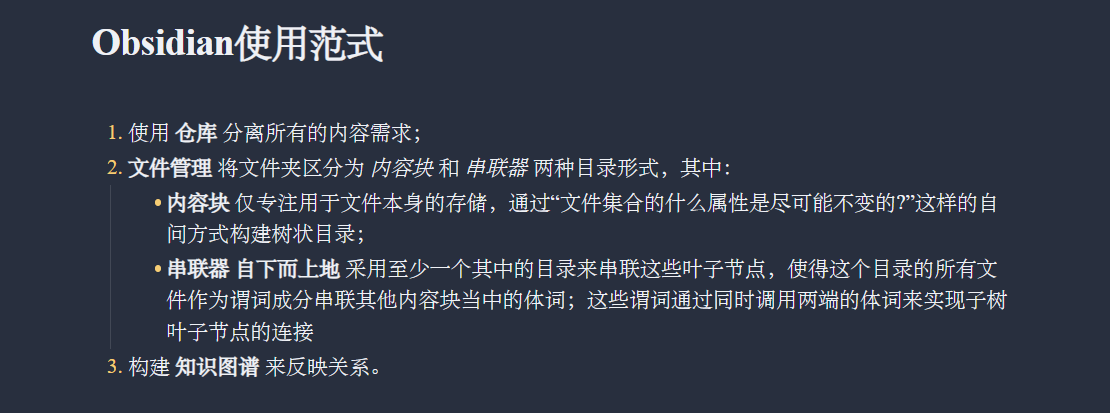 Obsidian使用范式
1. 使用 仓库 分离所有的内容需求；
2. 文件管理 将文件夹区分为 内容块 和 串联器 两种目录形式，其中：
• 内容块 仅专注用于文件本身的存储，通过“文件集合的什么属性是尽可能不变的?”这样的自
问方式构建树状目录；
• 串联器 自下而上地 采用至少一个其中的目录来串联这些叶子节点，使得这个目录的所有文
件作为谓词成分串联其他内容块当中的体词；这些谓词通过同时调用两端的体词来实现子树
叶子节点的连接
3. 构建 知识图谱 来反映关系。